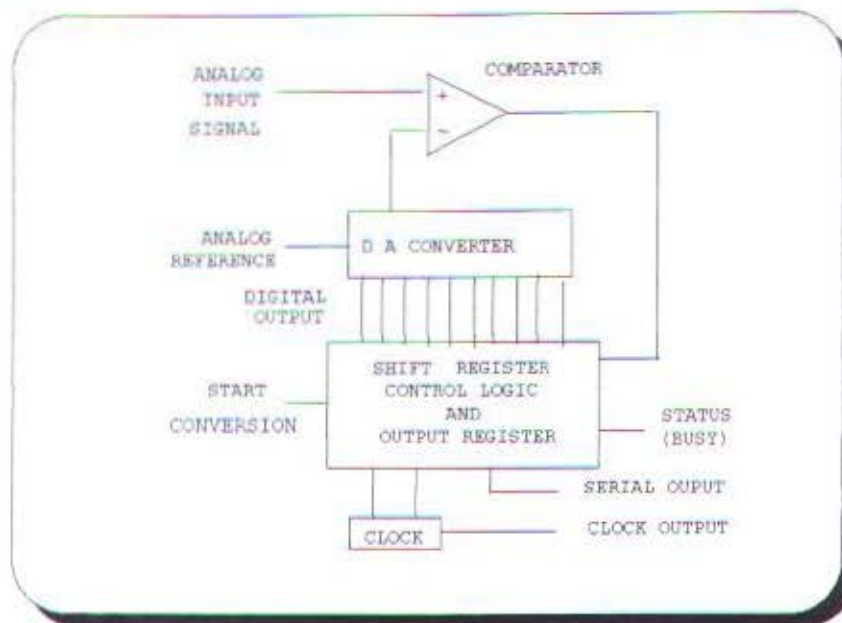 ANALOG
INPUT
SIGNAL
COMPARATOR
+
-
ANALOG
REFERENCE
D A CONVERTER
DIGITAL
OUTPUT
START
CONVERSION
SHIFT REGISTER
CONTROL LOGIC
AND
OUTPUT REGISTER
STATUS
(BUSY)
SERIAL OUPUT
CLOCK
CLOCK OUTPUT